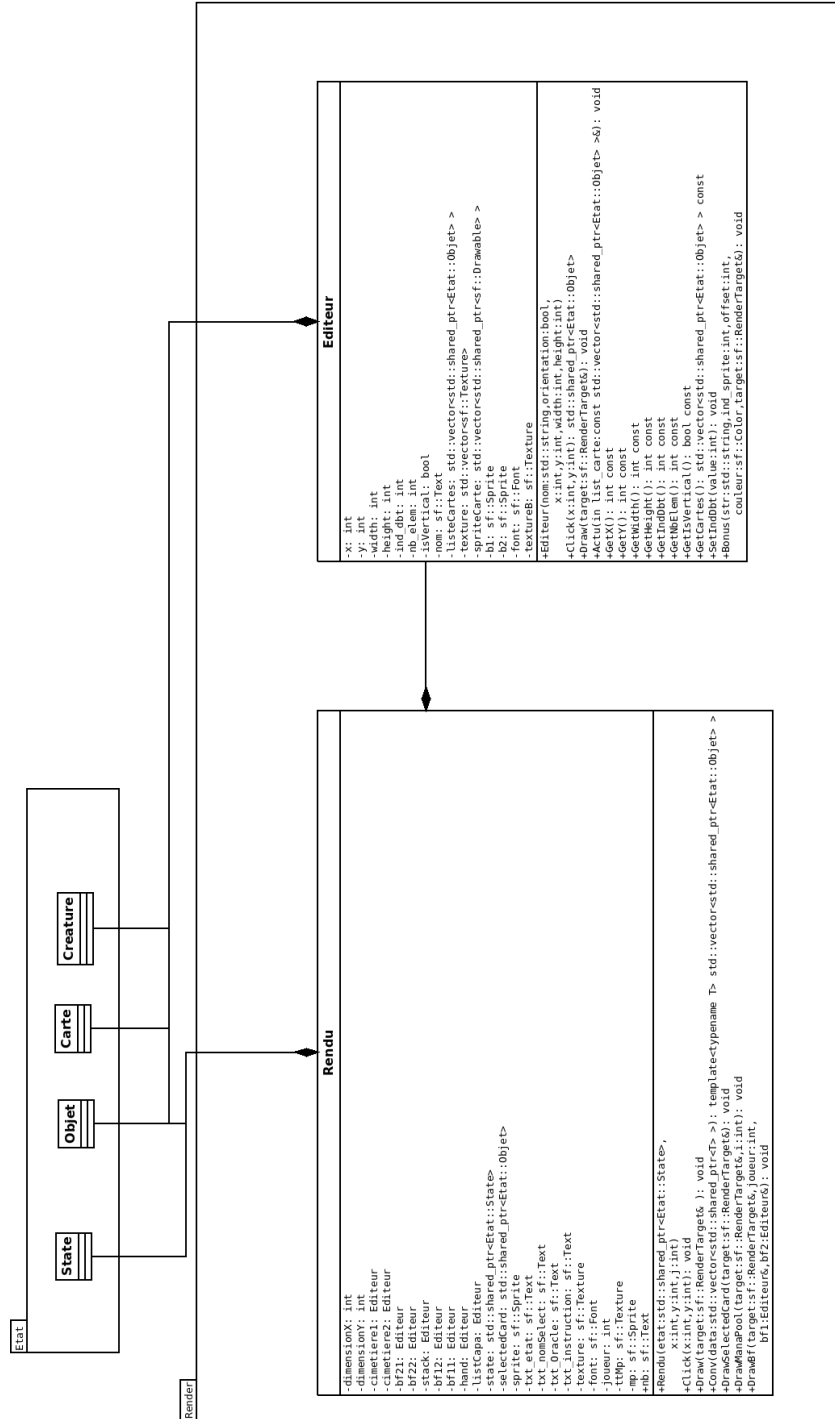 Etat
State
Objet
Carte
Creature
Render
Rendu
-dimensionX: int
-dimensionY: int
-cimetiere1: Editeur
-cimetiere2: Editeur
-bf21: Editeur
-bf22: Editeur
-stack: Editeur
-bf12: Editeur
-bf11: Editeur
-hand: Editeur
-listCapa: Editeur
-state: std::shared_ptr<Etat::State>
-selectedCard: std::shared_ptr<Etat::Objet>
-sprite: sf::Sprite
-txt_etat: sf::Text
-txt_nomSelect: sf::Text
-txt_Oracle: sf::Text
-txt_instruction: sf::Text
-texture: sf::Texture
-font: sf::Font
-joueur: int
-ttMp: sf::Texture
-mp: sf::Sprite
+nb: sf::Text
+Rendu(etat:std::shared_ptr<Etat::State>,
x:int,y:int,j:int)
+Click(x:int,y:int): void
+Draw(target:sf::RenderTarget& ): void
+Conv(data:std::vector<std::shared_ptr<T> >): template<typename T> std::vector<std::shared_ptr<Etat::Objet> >
+DrawSelectedCard(target:sf::RenderTarget&): void
+DrawManaPool(target:sf::RenderTarget&,i:int): void
+DrawBf(target:sf::RenderTarget&,joueur:int,
bf1:Editeur&,bf2:Editeur&): void
Editeur
-x: int
-y: int
-width: int
-height: int
-ind_dbt: int
-nb_elem: int
-isVertical: bool
-nom: sf::Text
-listeCartes: std::vector<std::shared_ptr<Etat::Objet> >
-texture: std::vector<sf::Texture>
-spriteCarte: std::vector<std::shared_ptr<sf::Drawable> >
-b1: sf::Sprite
-b2: sf::Sprite
-font: sf::Font
-textureB: sf::Texture
+Editeur(nom:std::string,orientation:bool,
x:int,y:int,width:int,height:int)
+Click(x:int,y:int): std::shared_ptr<Etat::Objet>
+Draw(target:sf::RenderTarget&): void
+Actu(in list_carte:const std::vector<std::shared_ptr<Etat::Objet> >&): void
+GetX(): int const
+GetY(): int const
+GetWidth(): int const
+GetHeight(): int const
+GetIndDbt(): int const
+GetNbElem(): int const
+GetIsVertical(): bool const
+GetCartes(): std::vector<std::shared_ptr<Etat::Objet> > const
+SetIndDbt(value:int): void
+Bonus(str:std::string,ind_sprite:int,offset:int,
couleur:sf::Color,target:sf::RenderTarget&): void